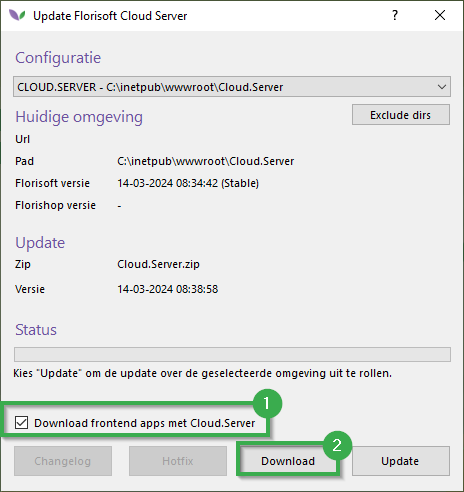 Update Florisoft Cloud Server
?
Configuratie
CLOUD.SERVER - C:\inetpub\wwwroot\Cloud.Server
Huidige omgeving
Exclude dirs
Url
Pad C:\inetpub\wwwroot\Cloud.Server
Florisoft versie 14-03-2024 08:34:42 (Stable)
Florishop versie -
Update
Zip Cloud.Server.zip
Versie 14-03-2024 08:38:58
Status
Kies "Update" om de update over de geselecteerde omgeving uit te rollen.
1
Download frontend apps met Cloud.Server
2
Changelog Hotfix Download Update